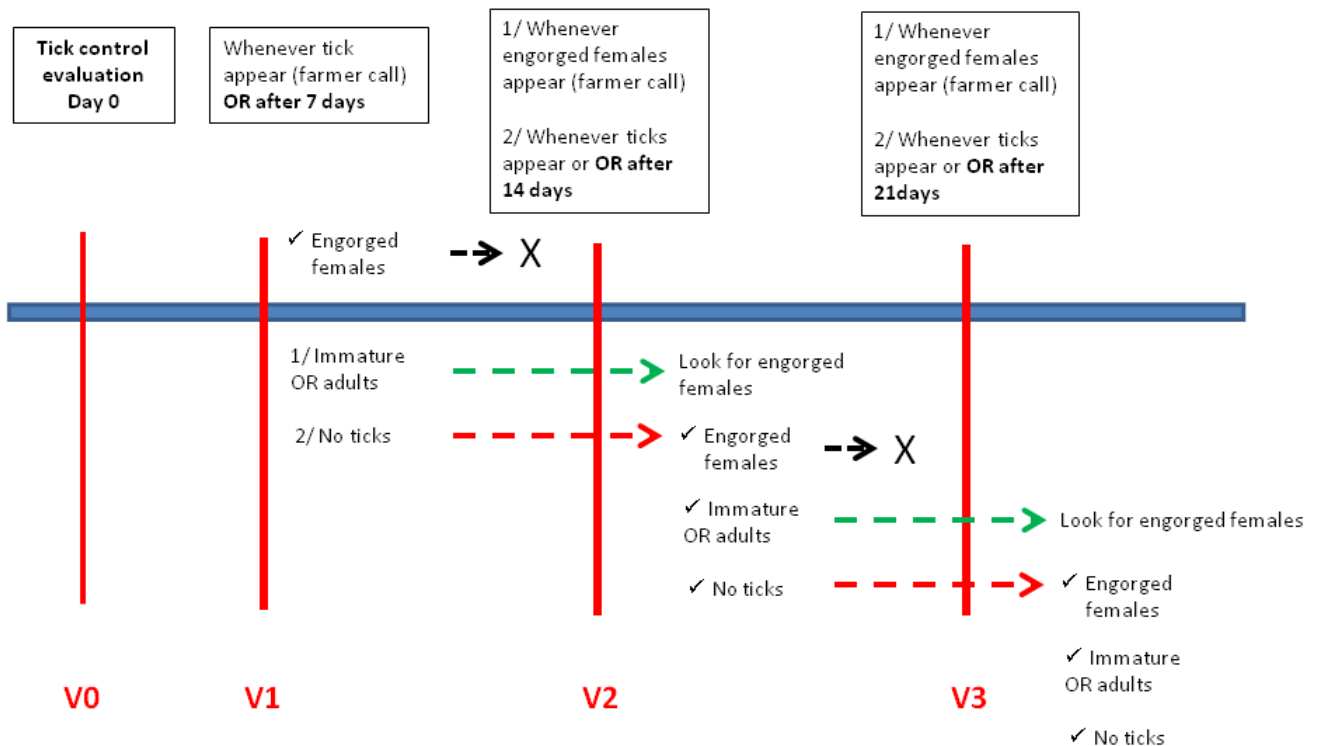 Tick control
evaluation
Day 0
Whenever tick
appear (farmer call)
OR after 7 days
1/ Whenever
engorged females
appear (farmer call)
2/ Whenever ticks
appear or OR after
14 days
1/ Whenever
engorged females
appear (farmer call)
2/ Whenever ticks
appear or OR after
21days
✓ Engorged
females
X
1/ Immature
OR adults
Look for engorged
females
2/ No ticks
✓ Engorged
females
X
✓ Immature
OR adults
Look for engorged females
✓ No ticks
✓ Engorged
females
✓ Immature
OR adults
✓ No ticks
V0
V1
V2
V3